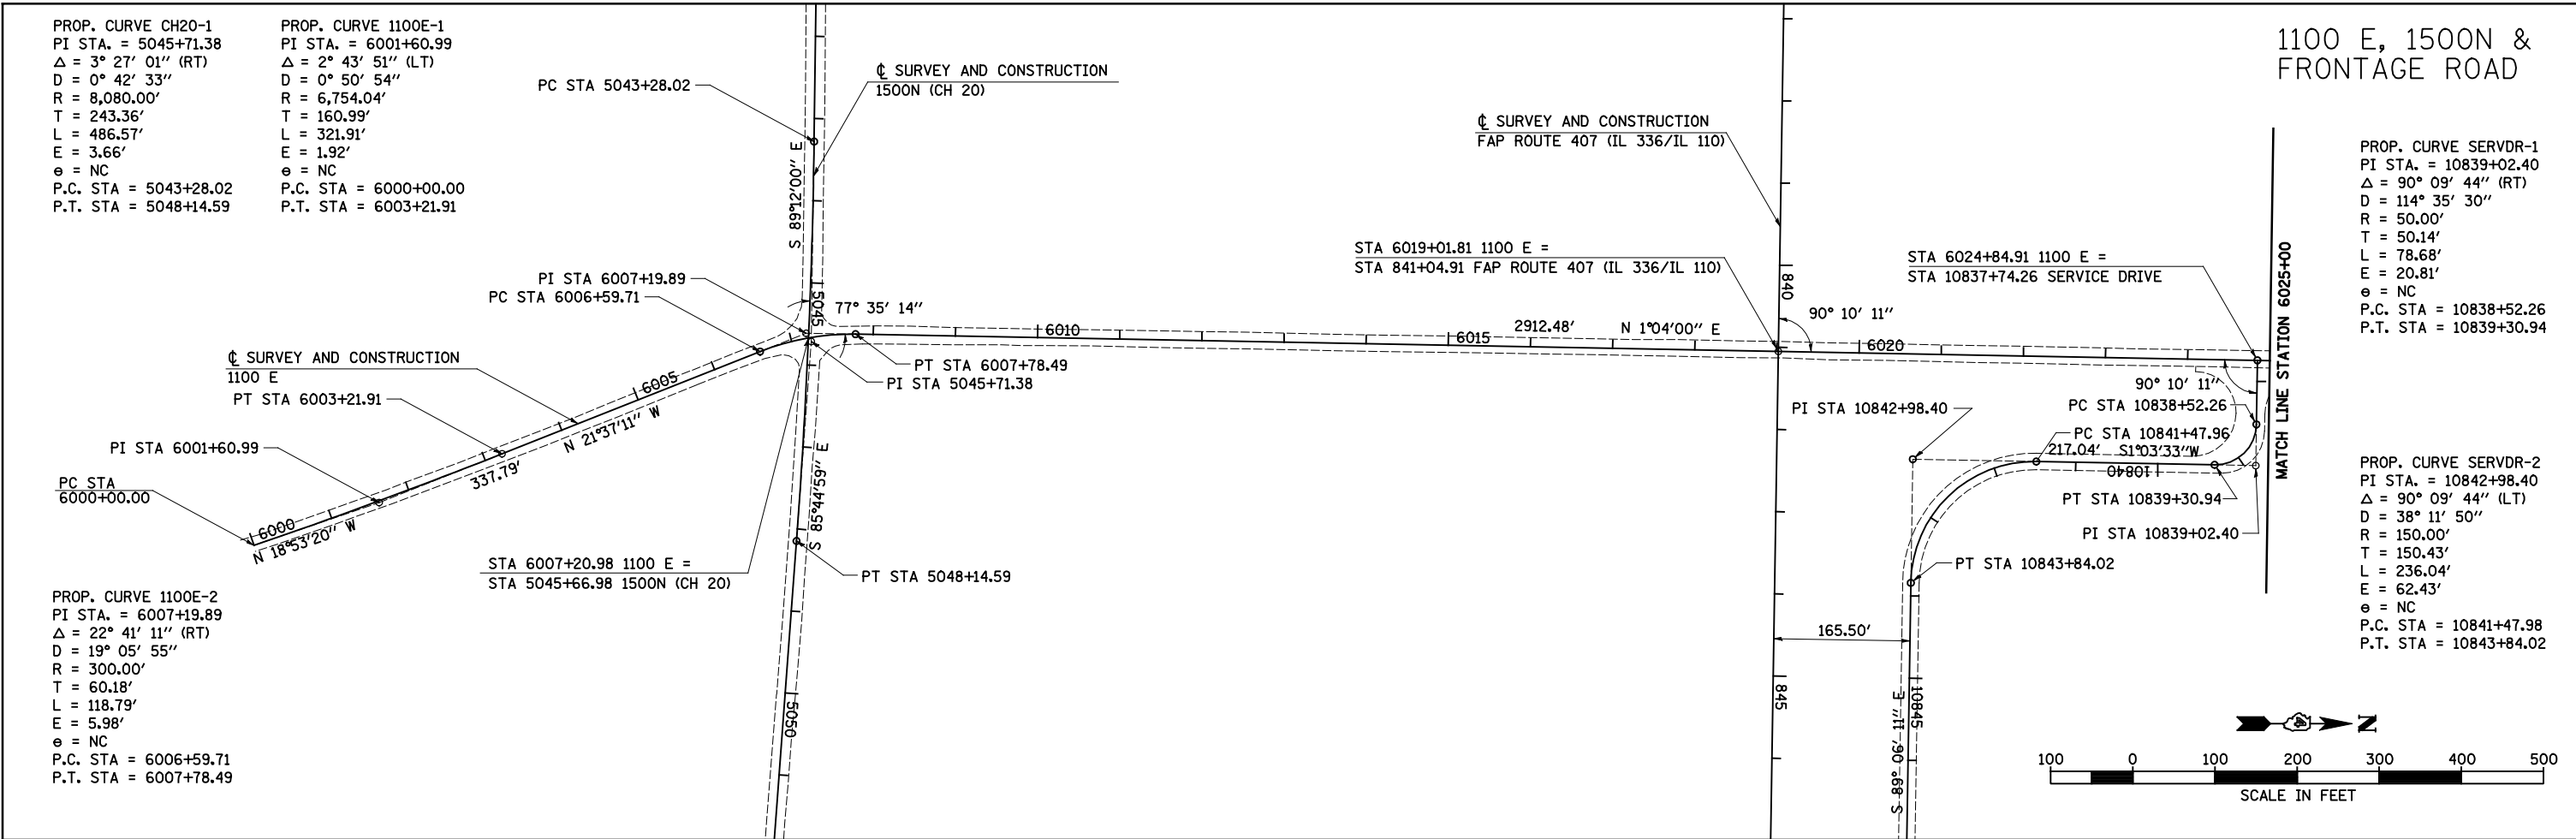 1100 E, 1500N &
FRONTAGE ROAD
PROP. CURVE CH20-1
PI STA. = 5045+71.38
Δ = 3° 27' 01" (RT)
D = 0° 42' 33"
R = 8,080.00'
T = 243.36'
L = 486.57'
E = 3.66'
e = NC
P.C. STA = 5043+28.02
P.T. STA = 5048+14.59
PROP. CURVE 1100E-1
PI STA. = 6001+60.99
Δ = 2° 43' 51" (LT)
D = 0° 50' 54"
R = 6,754.04'
T = 160.99'
L = 321.91'
E = 1.92'
e = NC
P.C. STA = 6000+00.00
P.T. STA = 6003+21.91
PC STA 5043+28.02
℄ SURVEY AND CONSTRUCTION
1500N (CH 20)
S 89°12'00" E
℄ SURVEY AND CONSTRUCTION
FAP ROUTE 407 (IL 336/IL 110)
PROP. CURVE SERVDR-1
PI STA. = 10839+02.40
Δ = 90° 09' 44" (RT)
D = 114° 35' 30"
R = 50.00'
T = 50.14'
L = 78.68'
E = 20.81'
e = NC
P.C. STA = 10838+52.26
P.T. STA = 10839+30.94
STA 6019+01.81 1100 E =
STA 841+04.91 FAP ROUTE 407 (IL 336/IL 110)
STA 6024+84.91 1100 E =
STA 10837+74.26 SERVICE DRIVE
MATCH LINE STATION 6025+00
PI STA 6007+19.89
PC STA 6006+59.71
5045
77° 35' 14"
840
90° 10' 11"
6010
6015
2912.48'
N 1°04'00" E
6020
℄ SURVEY AND CONSTRUCTION
1100 E
PT STA 6003+21.91
6005
N 21°37'11" W
337.79'
PT STA 6007+78.49
PI STA 5045+71.38
PI STA 6001+60.99
PC STA
6000+00.00
6000
N 18°53'20" W
S 85°44'59" E
90° 10' 11"
PI STA 10842+98.40
PC STA 10838+52.26
PC STA 10841+47.96
217.04'
S1°03'33"W
10840
PT STA 10839+30.94
PI STA 10839+02.40
PT STA 10843+84.02
STA 6007+20.98 1100 E =
STA 5045+66.98 1500N (CH 20)
PT STA 5048+14.59
5050
PROP. CURVE 1100E-2
PI STA. = 6007+19.89
Δ = 22° 41' 11" (RT)
D = 19° 05' 55"
R = 300.00'
T = 60.18'
L = 118.79'
E = 5.98'
e = NC
P.C. STA = 6006+59.71
P.T. STA = 6007+78.49
PROP. CURVE SERVDR-2
PI STA. = 10842+98.40
Δ = 90° 09' 44" (LT)
D = 38° 11' 50"
R = 150.00'
T = 150.43'
L = 236.04'
E = 62.43'
e = NC
P.C. STA = 10841+47.98
P.T. STA = 10843+84.02
165.50'
845
10845
S 89° 06' 11" E
N
100 0 100 200 300 400 500
SCALE IN FEET